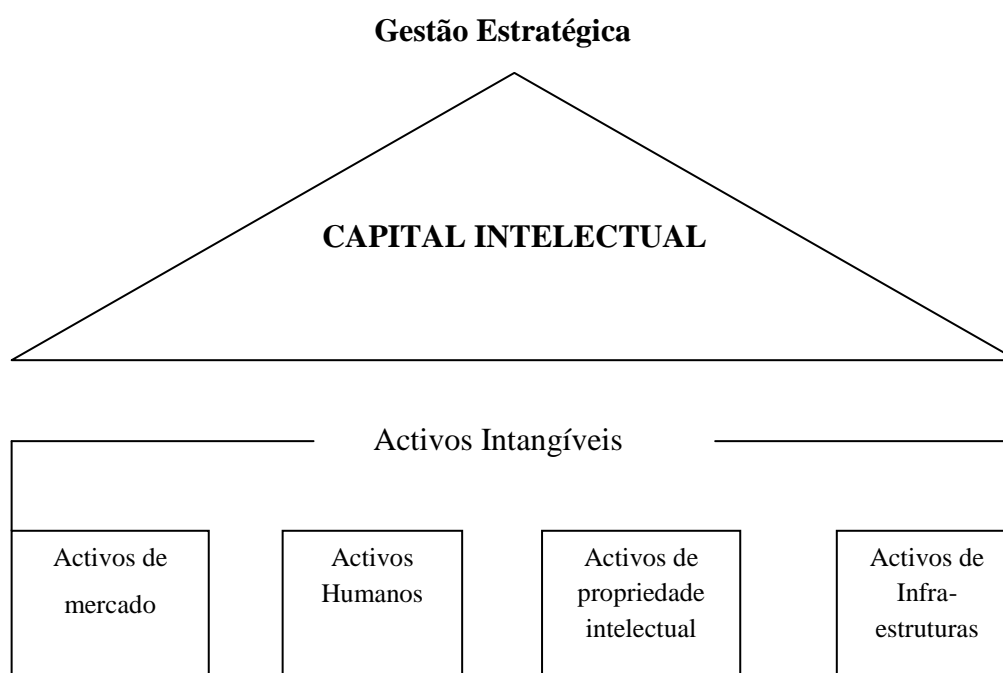 Gestão Estratégica
CAPITAL INTELECTUAL
Activos Intangíveis
Activos de
mercado
Activos
Humanos
Activos de
propriedade
intelectual
Activos de
Infra-
estruturas